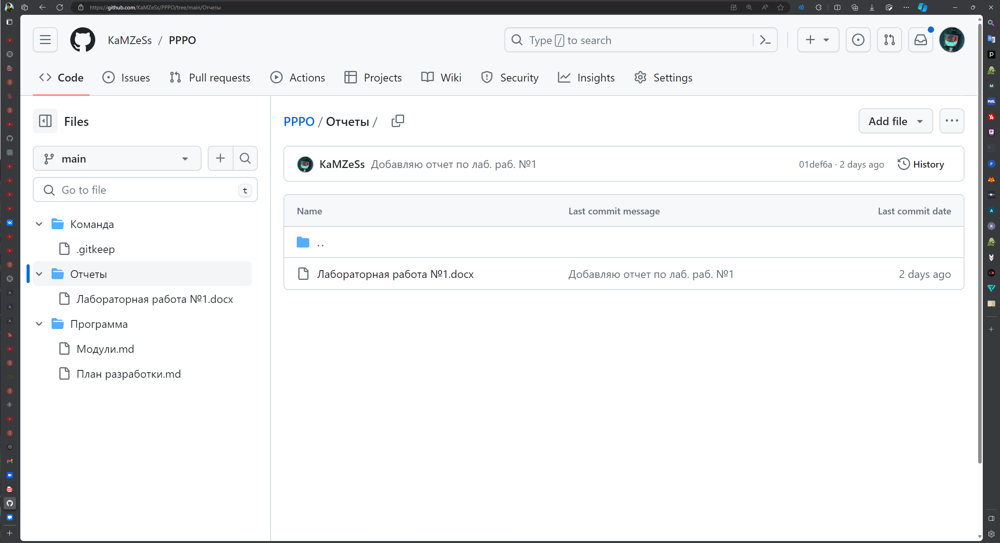 https://github.com/KaMZeSs/PPPO/tree/main/Отчеты
KaMZeSs / PPPO
Type / to search
Code Issues Pull requests Actions Projects Wiki Security Insights Settings
Files
main
Go to file t
Команда
.gitkeep
Отчеты
Лабораторная работа №1.docx
Программа
Модули.md
План разработки.md
PPPO / Отчеты /
Add file
KaMZeSs Добавляю отчет по лаб. раб. №1 01def6a · 2 days ago History
Name Last commit message Last commit date
..
Лабораторная работа №1.docx Добавляю отчет по лаб. раб. №1 2 days ago